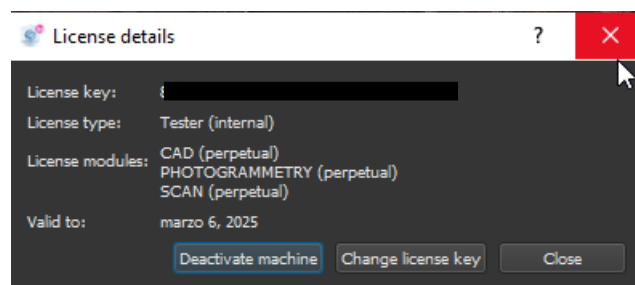 License details
?
License key: 8
License type: Tester (internal)
License modules: CAD (perpetual)
PHOTOGRAMMETRY (perpetual)
SCAN (perpetual)
Valid to: marzo 6, 2025
Deactivate machine Change license key Close